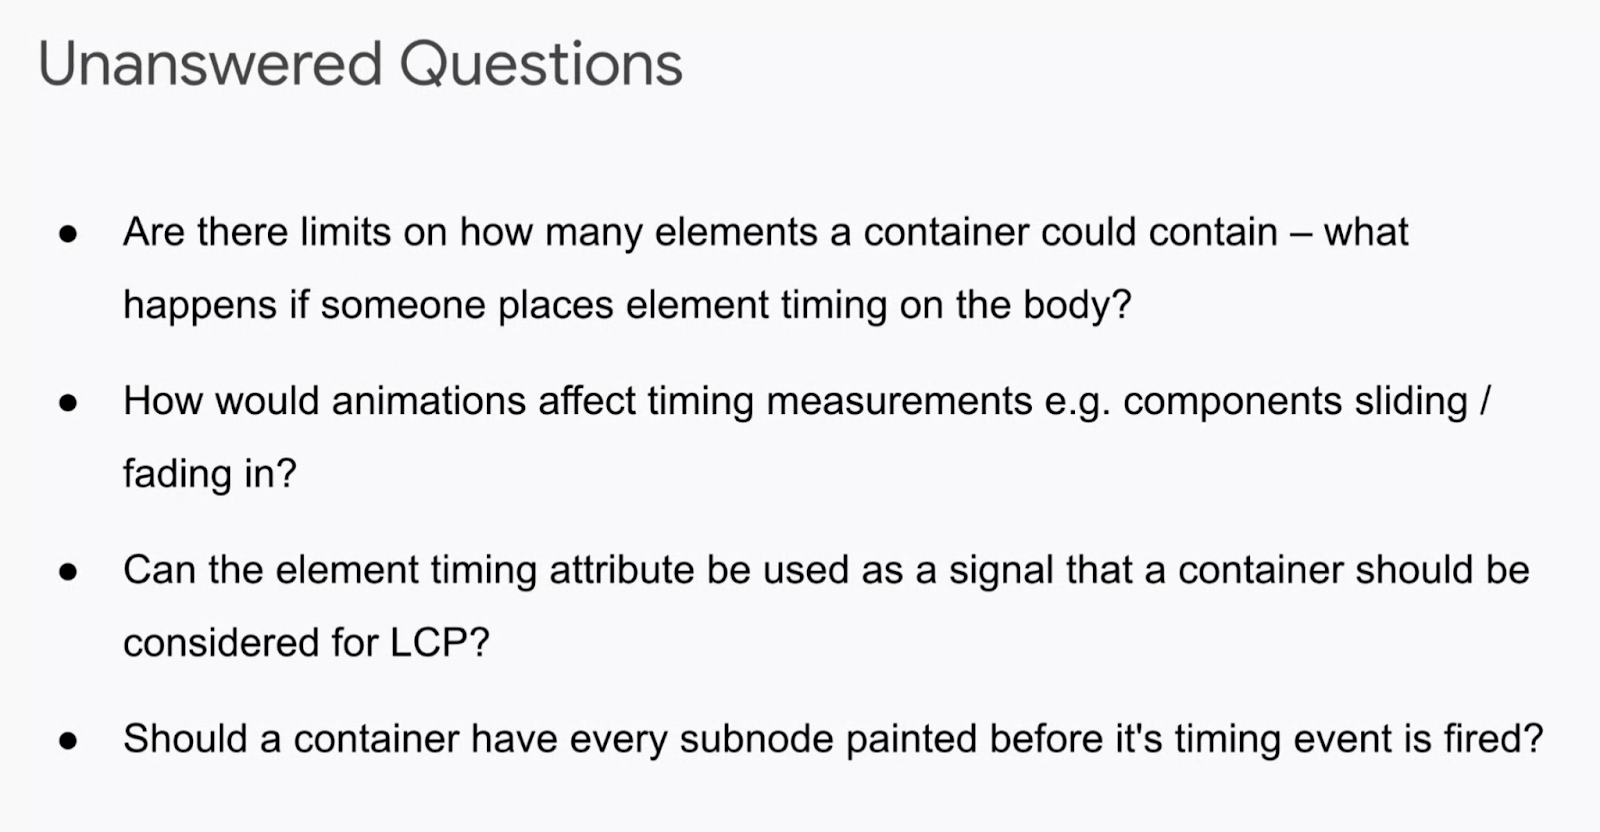 Unanswered Questions
● Are there limits on how many elements a container could contain – what
happens if someone places element timing on the body?
● How would animations affect timing measurements e.g. components sliding /
fading in?
● Can the element timing attribute be used as a signal that a container should be
considered for LCP?
● Should a container have every subnode painted before it's timing event is fired?